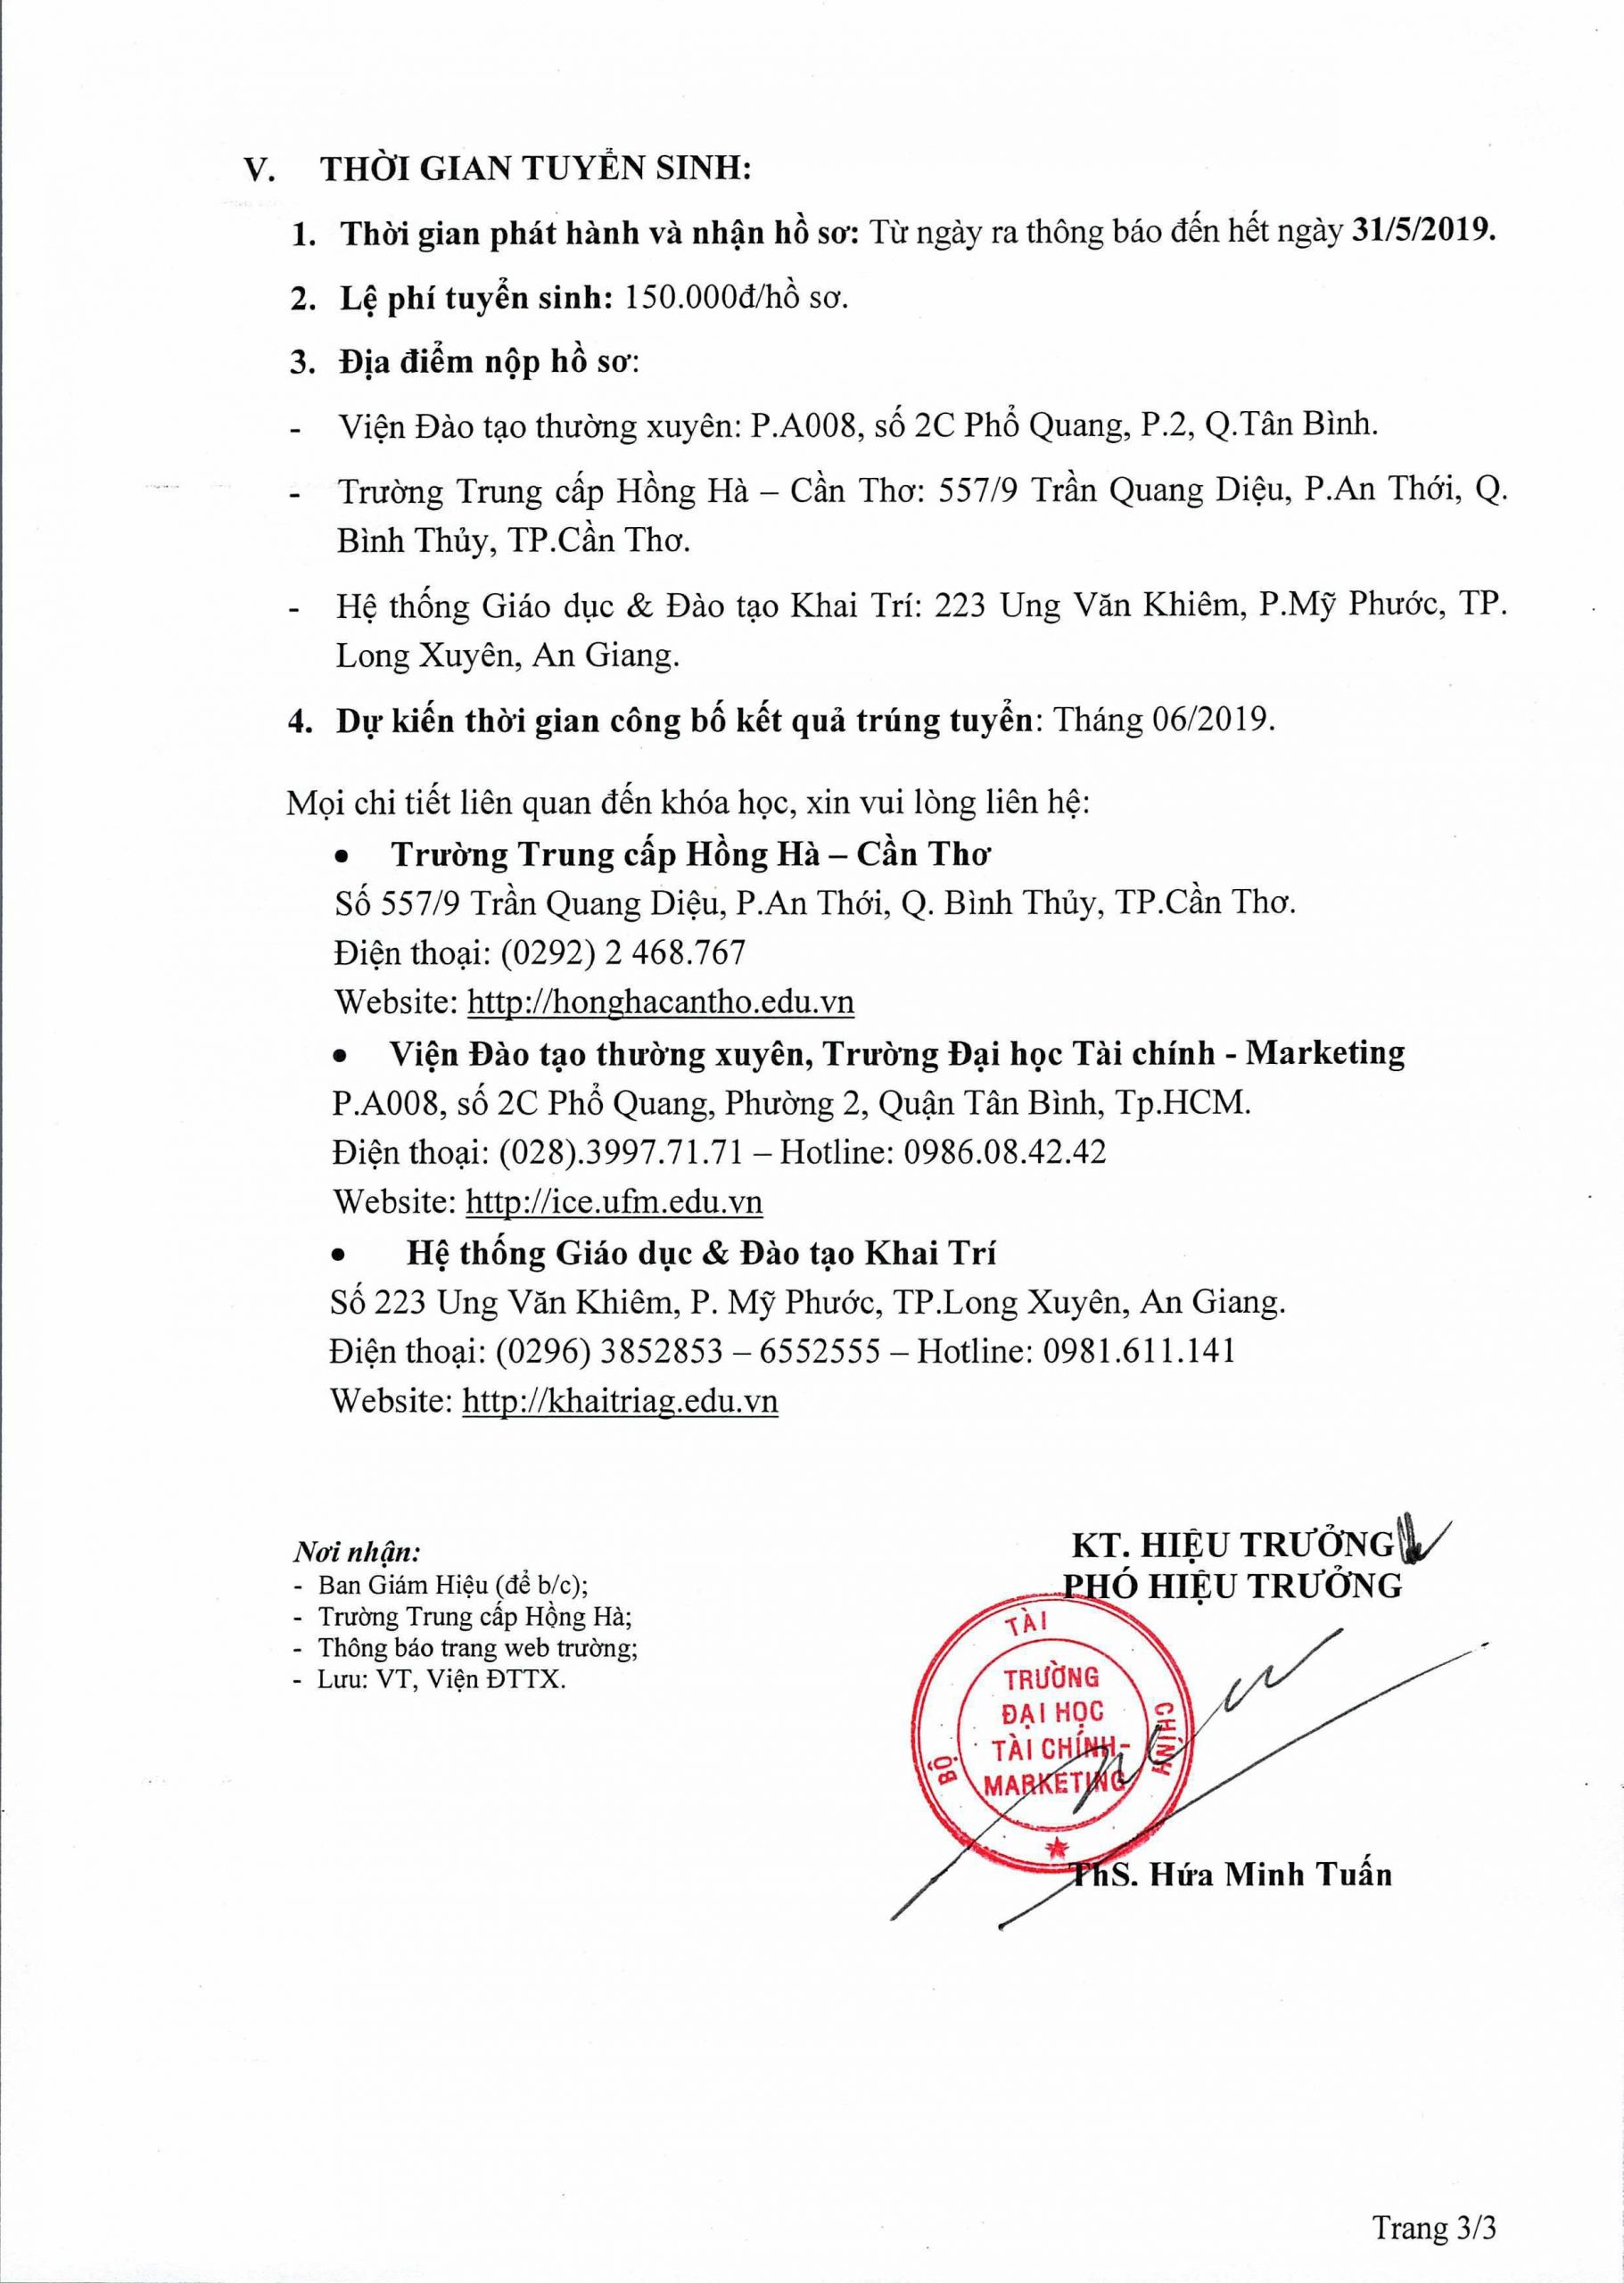 V. THỜI GIAN TUYỂN SINH:
1. Thời gian phát hành và nhận hồ sơ: Từ ngày ra thông báo đến hết ngày 31/5/2019.
2. Lệ phí tuyển sinh: 150.000đ/hồ sơ.
3. Địa điểm nộp hồ sơ:
- Viện Đào tạo thường xuyên: P.A008, số 2C Phổ Quang, P.2, Q.Tân Bình.
- Trường Trung cấp Hồng Hà – Cần Thơ: 557/9 Trần Quang Diệu, P.An Thới, Q.
Bình Thủy, TP.Cần Thơ.
- Hệ thống Giáo dục & Đào tạo Khai Trí: 223 Ung Văn Khiêm, P.Mỹ Phước, TP.
Long Xuyên, An Giang.
4. Dự kiến thời gian công bố kết quả trúng tuyển: Tháng 06/2019.
Mọi chi tiết liên quan đến khóa học, xin vui lòng liên hệ:
• Trường Trung cấp Hồng Hà – Cần Thơ
Số 557/9 Trần Quang Diệu, P.An Thới, Q. Bình Thủy, TP.Cần Thơ.
Điện thoại: (0292) 2 468.767
Website: http://honghacantho.edu.vn
• Viện Đào tạo thường xuyên, Trường Đại học Tài chính - Marketing
P.A008, số 2C Phổ Quang, Phường 2, Quận Tân Bình, Tp.HCM.
Điện thoại: (028).3997.71.71 – Hotline: 0986.08.42.42
Website: http://ice.ufm.edu.vn
• Hệ thống Giáo dục & Đào tạo Khai Trí
Số 223 Ung Văn Khiêm, P. Mỹ Phước, TP.Long Xuyên, An Giang.
Điện thoại: (0296) 3852853 – 6552555 – Hotline: 0981.611.141
Website: http://khaitriag.edu.vn
Nơi nhận:
- Ban Giám Hiệu (để b/c);
- Trường Trung cấp Hồng Hà;
- Thông báo trang web trường;
- Lưu: VT, Viện ĐTTX.
KT. HIỆU TRƯỞNG
PHÓ HIỆU TRƯỞNG
BỘ TÀI CHÍNH
TRƯỜNG
ĐẠI HỌC
TÀI CHÍNH-
MARKETING
ThS. Hứa Minh Tuấn
Trang 3/3